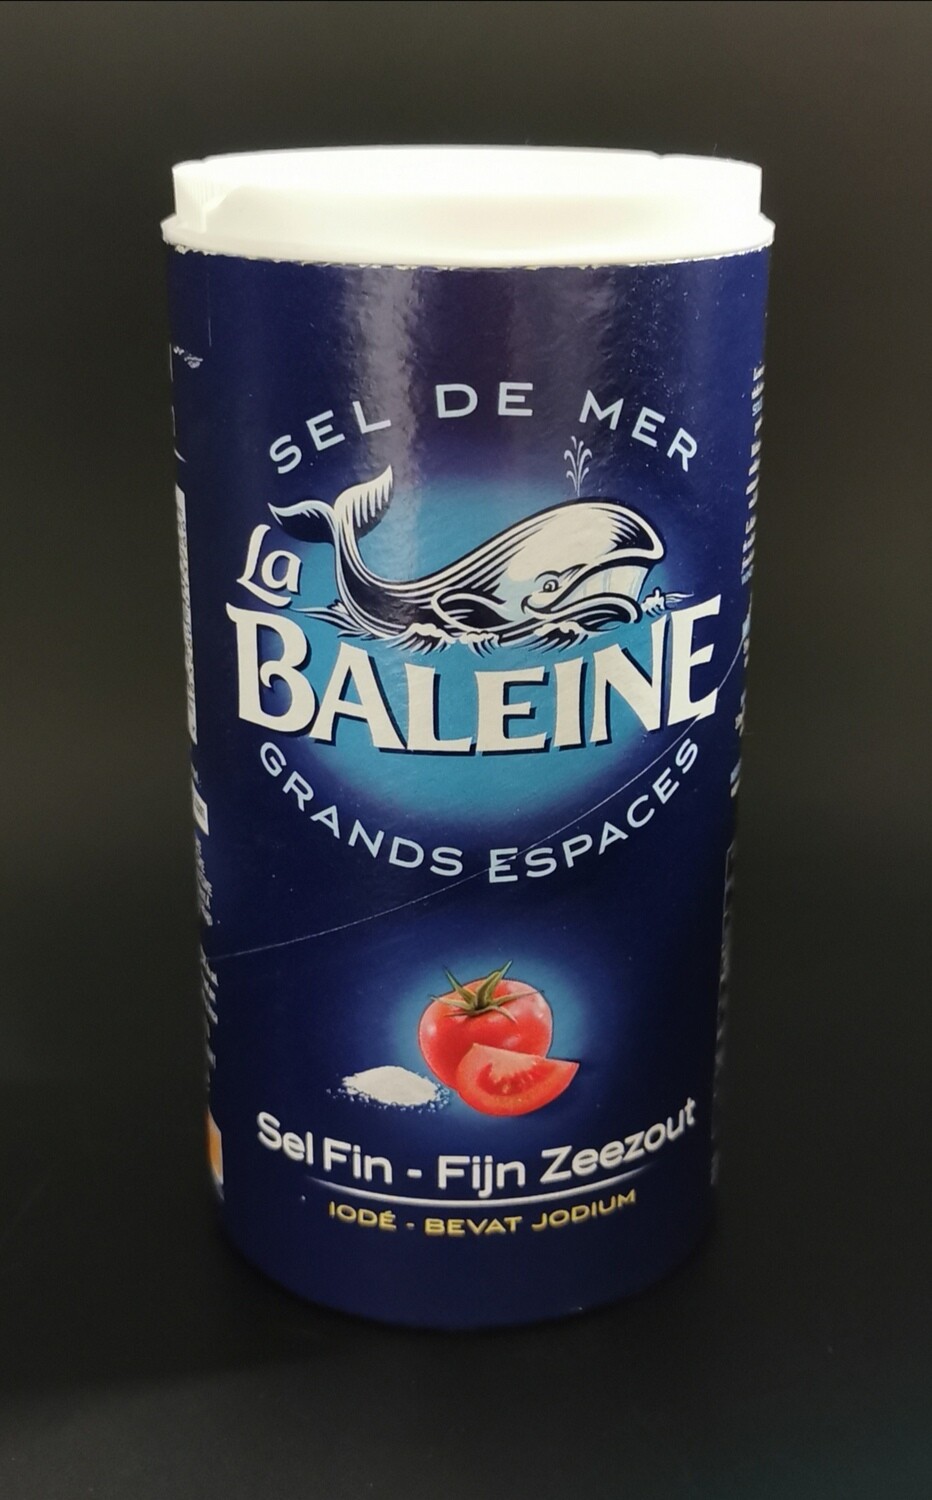 SEL DE MER
La
BALEINE
GRANDS ESPACES
Sel Fin - Fijn Zeezout
IODÉ - BEVAT JODIUM